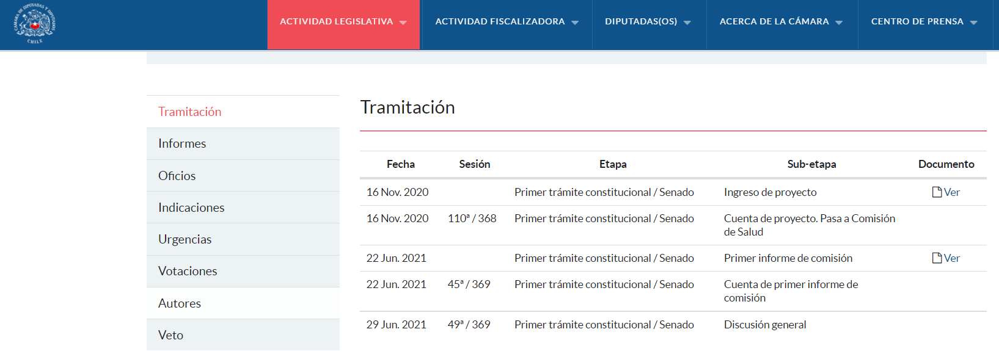 CÁMARA DE DIPUTADAS Y DIPUTADOS
CHILE
ACTIVIDAD LEGISLATIVA
ACTIVIDAD FISCALIZADORA
DIPUTADAS(OS)
ACERCA DE LA CÁMARA
CENTRO DE PRENSA
Tramitación
Informes
Oficios
Indicaciones
Urgencias
Votaciones
Autores
Veto
Tramitación
Fecha Sesión Etapa Sub-etapa Documento
16 Nov. 2020 Primer trámite constitucional / Senado Ingreso de proyecto Ver
16 Nov. 2020 110ª / 368 Primer trámite constitucional / Senado Cuenta de proyecto. Pasa a Comisión
de Salud
22 Jun. 2021 Primer trámite constitucional / Senado Primer informe de comisión Ver
22 Jun. 2021 45ª / 369 Primer trámite constitucional / Senado Cuenta de primer informe de
comisión
29 Jun. 2021 49ª / 369 Primer trámite constitucional / Senado Discusión general